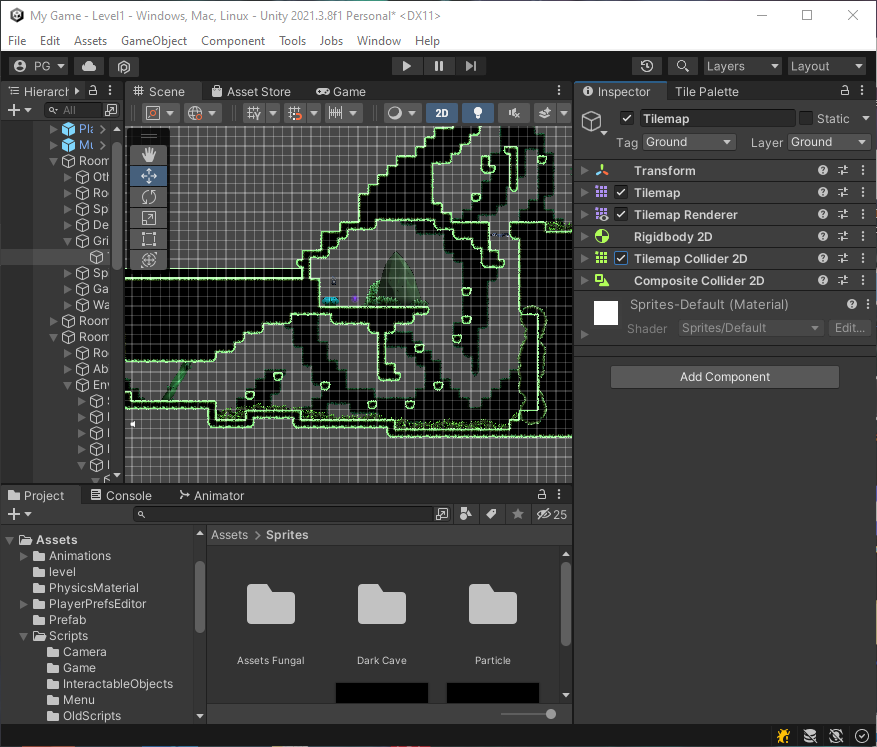 My Game - Level1 - Windows, Mac, Linux - Unity 2021.3.8f1 Personal* <DX11>
File Edit Assets GameObject Component Tools Jobs Window Help
PG Layers Layout
Hierarch Scene Asset Store Game Inspector Tile Palette
All 2D Tilemap Static
Tag Ground Layer Ground
Pla
Mu
Room
Oth
Ro
Sp
De
Gri
Sp
Ga
Wa
Room
Room
Ro
Ab
Env
Transform
Tilemap
Tilemap Renderer
Rigidbody 2D
Tilemap Collider 2D
Composite Collider 2D
Sprites-Default (Material)
Shader Sprites/Default Edit...
Add Component
Project Console Animator
25
Assets
Animations
level
PhysicsMaterial
PlayerPrefsEditor
Prefab
Scripts
Camera
Game
InteractableObjects
Menu
OldScripts
Assets > Sprites
Assets Fungal Dark Cave Particle